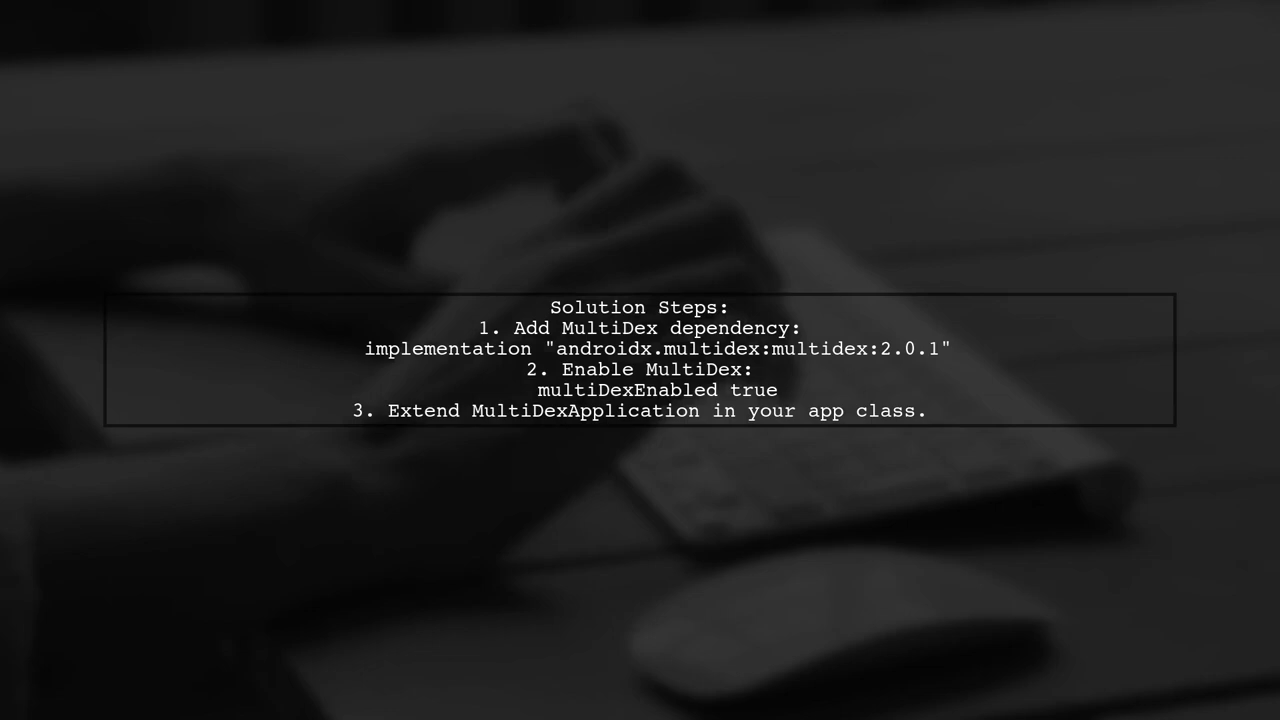 Solution Steps:
1. Add MultiDex dependency:
implementation "androidx.multidex:multidex:2.0.1"
2. Enable MultiDex:
multiDexEnabled true
3. Extend MultiDexApplication in your app class.